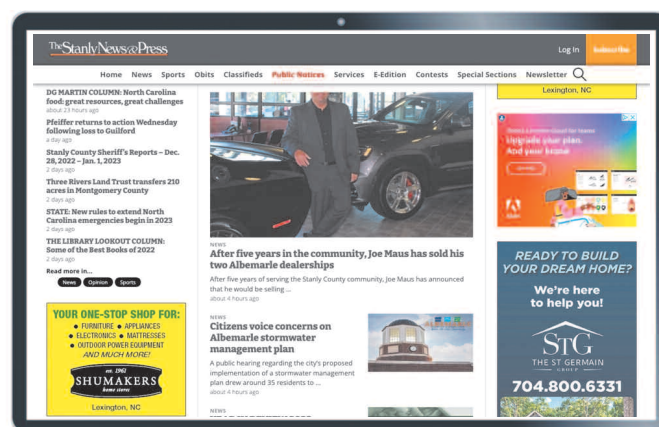 The Stanly News & Press
Log In
Subscribe
Home News Sports Obits Classifieds Public Notices Services E-Edition Contests Special Sections Newsletter
DG MARTIN COLUMN: North Carolina
food: great resources, great challenges
about 23 hours ago
Pfeiffer returns to action Wednesday
following loss to Guilford
a day ago
Stanly County Sheriff's Reports – Dec.
28, 2022 – Jan. 1, 2023
2 days ago
Three Rivers Land Trust transfers 210
acres in Montgomery County
2 days ago
STATE: New rules to extend North
Carolina emergencies begin in 2023
2 days ago
THE LIBRARY LOOKOUT COLUMN:
Some of the Best Books of 2022
2 days ago
Read more in...
News Opinion Sports
YOUR ONE-STOP SHOP FOR:
● FURNITURE ● APPLIANCES
● ELECTRONICS ● MATTRESSES
● OUTDOOR POWER EQUIPMENT
AND MUCH MORE!
est. 1962
SHUMAKERS
home stores
Lexington, NC
NEWS
After five years in the community, Joe Maus has sold his
two Albemarle dealerships
After five years of serving the Stanly County community, Joe Maus has announced
that he would be selling ...
about 4 hours ago
NEWS
Citizens voice concerns on
Albemarle stormwater
management plan
A public hearing regarding the city's proposed
implementation of a stormwater management
plan drew around 35 residents to ...
about 4 hours ago
NEWS
Lexington, NC
Upgrade your plan.
And your home
Adobe
READY TO BUILD
YOUR DREAM HOME?
We're here
to help you!
STG
THE ST GERMAIN
GROUP
704.800.6331